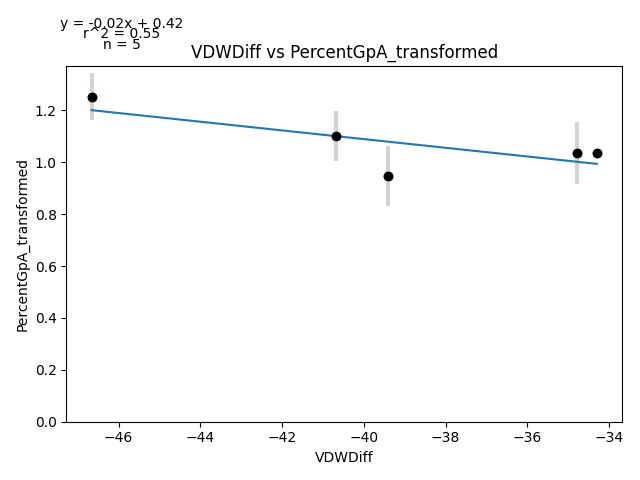 y = -0.02x + 0.42
r^2 = 0.55
n = 5
VDWDiff vs PercentGpA_transformed
1.2
1.0
0.8
0.6
0.4
0.2
0.0
PercentGpA_transformed
−46
−44
−42
−40
−38
−36
−34
VDWDiff